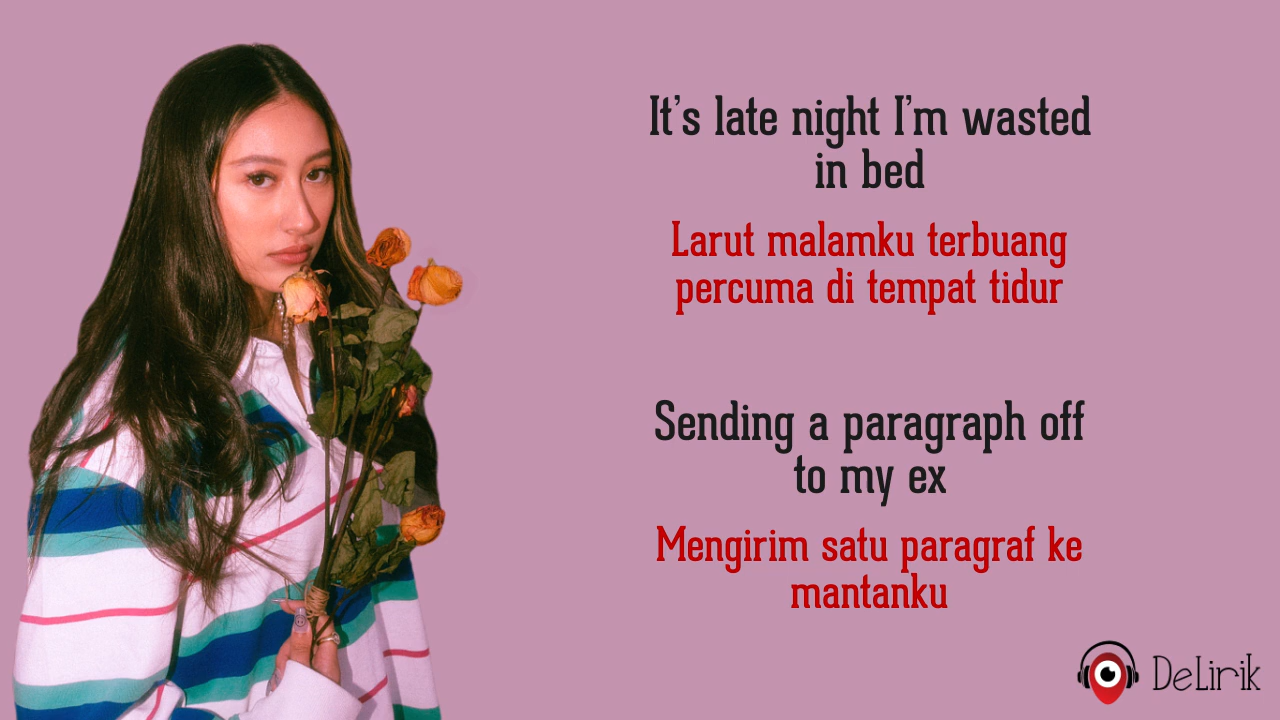 It's late night I'm wasted
in bed
Larut malamku terbuang
percuma di tempat tidur
Sending a paragraph off
to my ex
Mengirim satu paragraf ke
mantanku
DeLirik